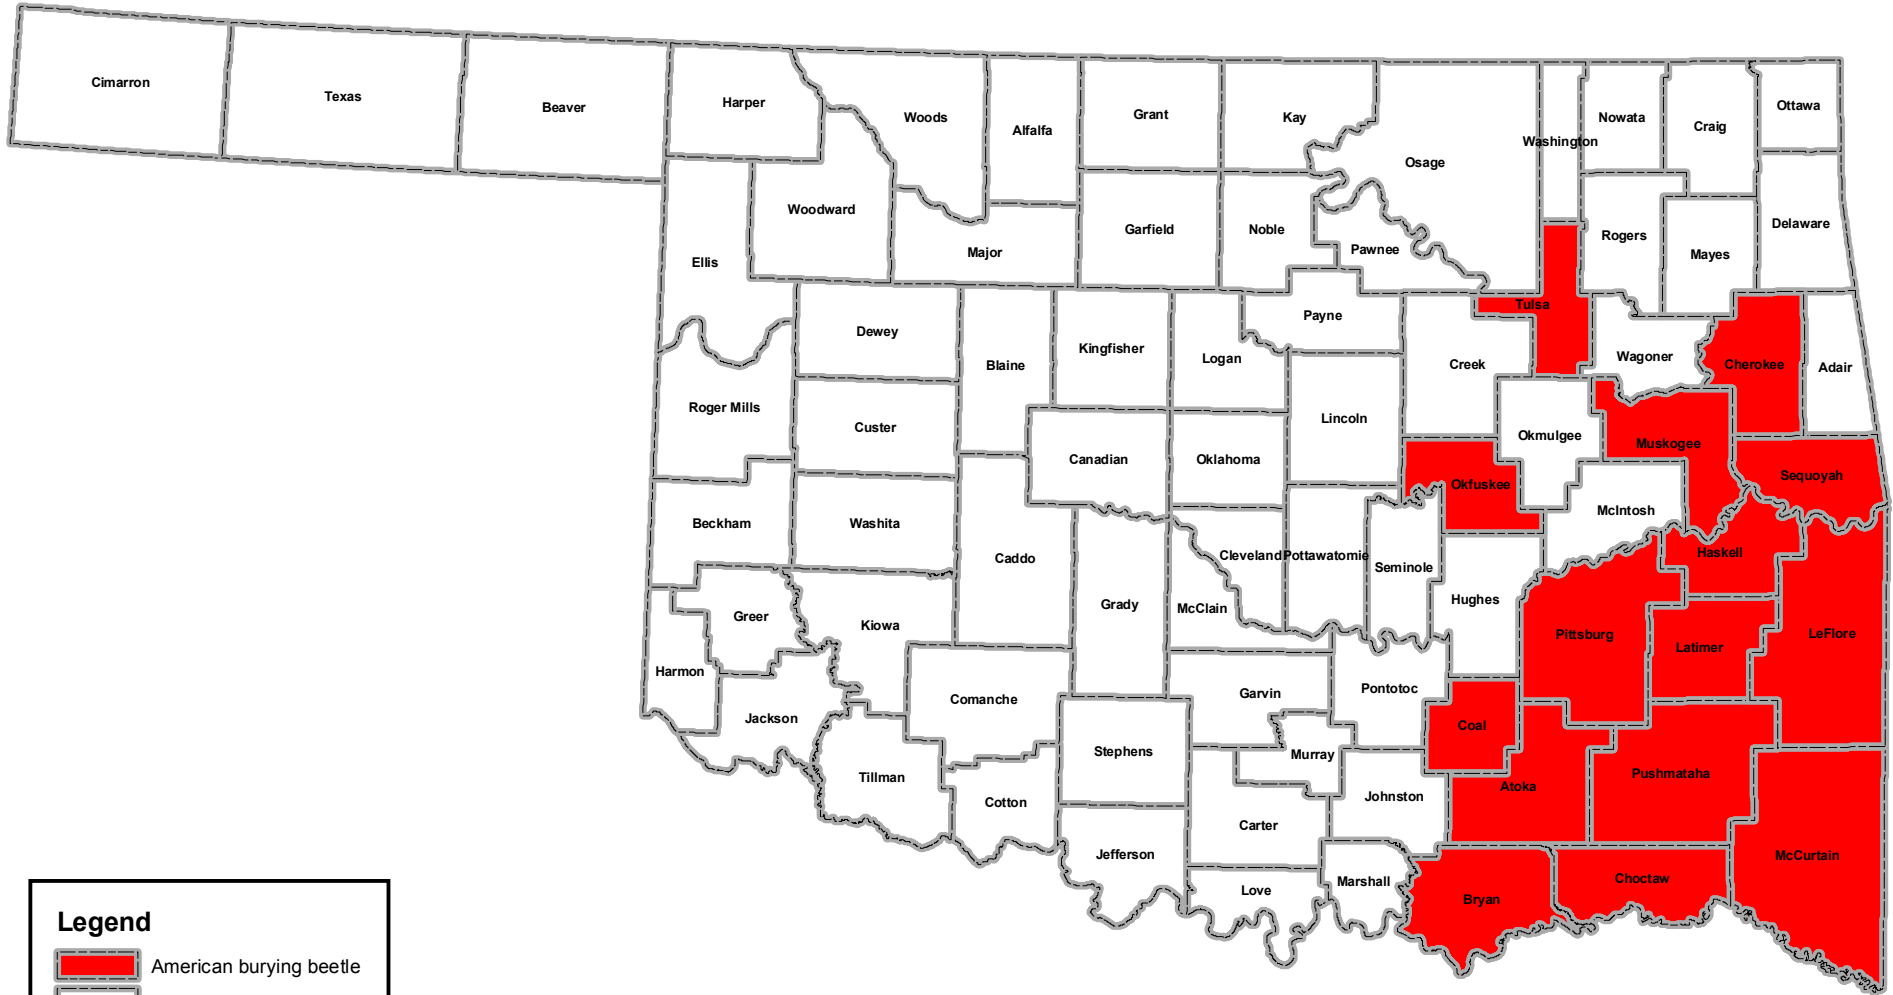 Cimarron
Texas
Beaver
Harper
Woods
Alfalfa
Grant
Kay
Osage
Washington
Nowata
Craig
Ottawa
Ellis
Woodward
Major
Garfield
Noble
Pawnee
Rogers
Mayes
Delaware
Roger Mills
Dewey
Blaine
Kingfisher
Logan
Payne
Creek
Tulsa
Wagoner
Cherokee
Adair
Custer
Canadian
Oklahoma
Lincoln
Okfuskee
Okmulgee
Muskogee
Sequoyah
Beckham
Washita
Caddo
Grady
Cleveland
McClain
Pottawatomie
Seminole
Hughes
McIntosh
Haskell
Pittsburg
Latimer
LeFlore
Harmon
Greer
Kiowa
Jackson
Comanche
Tillman
Cotton
Stephens
Jefferson
Garvin
Murray
Pontotoc
Coal
Johnston
Atoka
Pushmataha
Carter
Love
Marshall
Bryan
Choctaw
McCurtain
Legend
American burying beetle